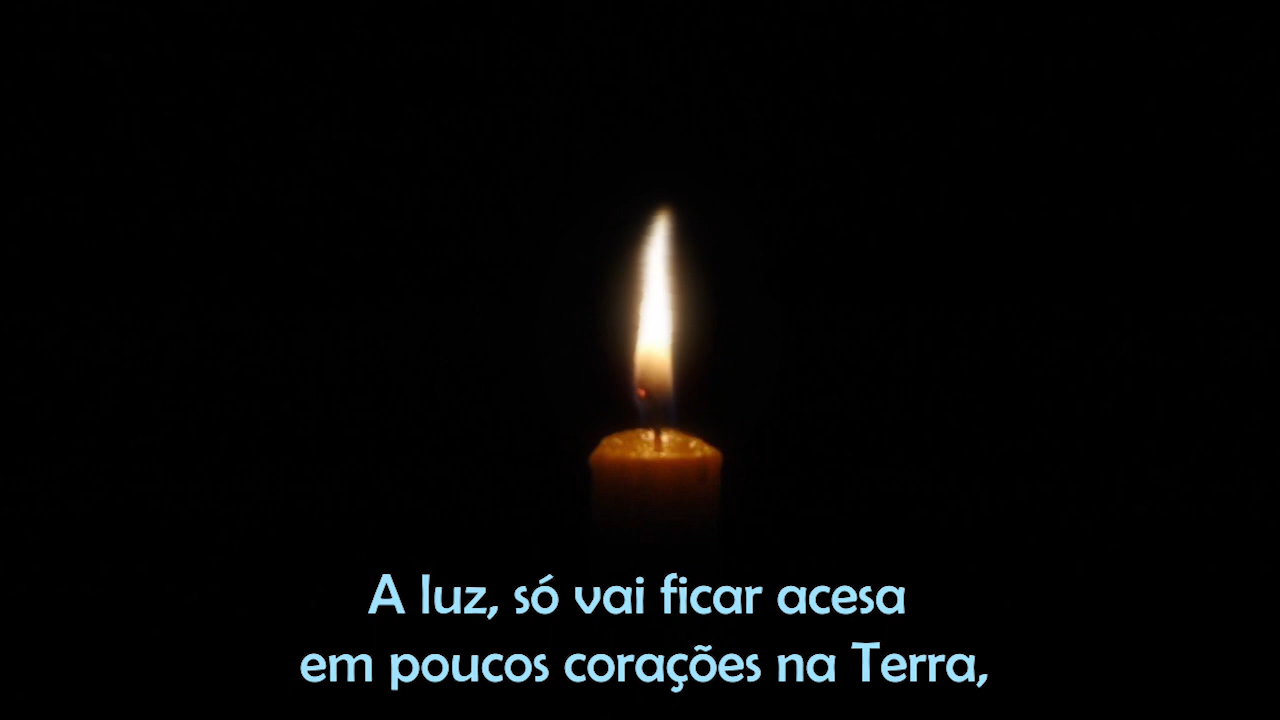 A luz, só vai ficar acesa
em poucos corações na Terra,